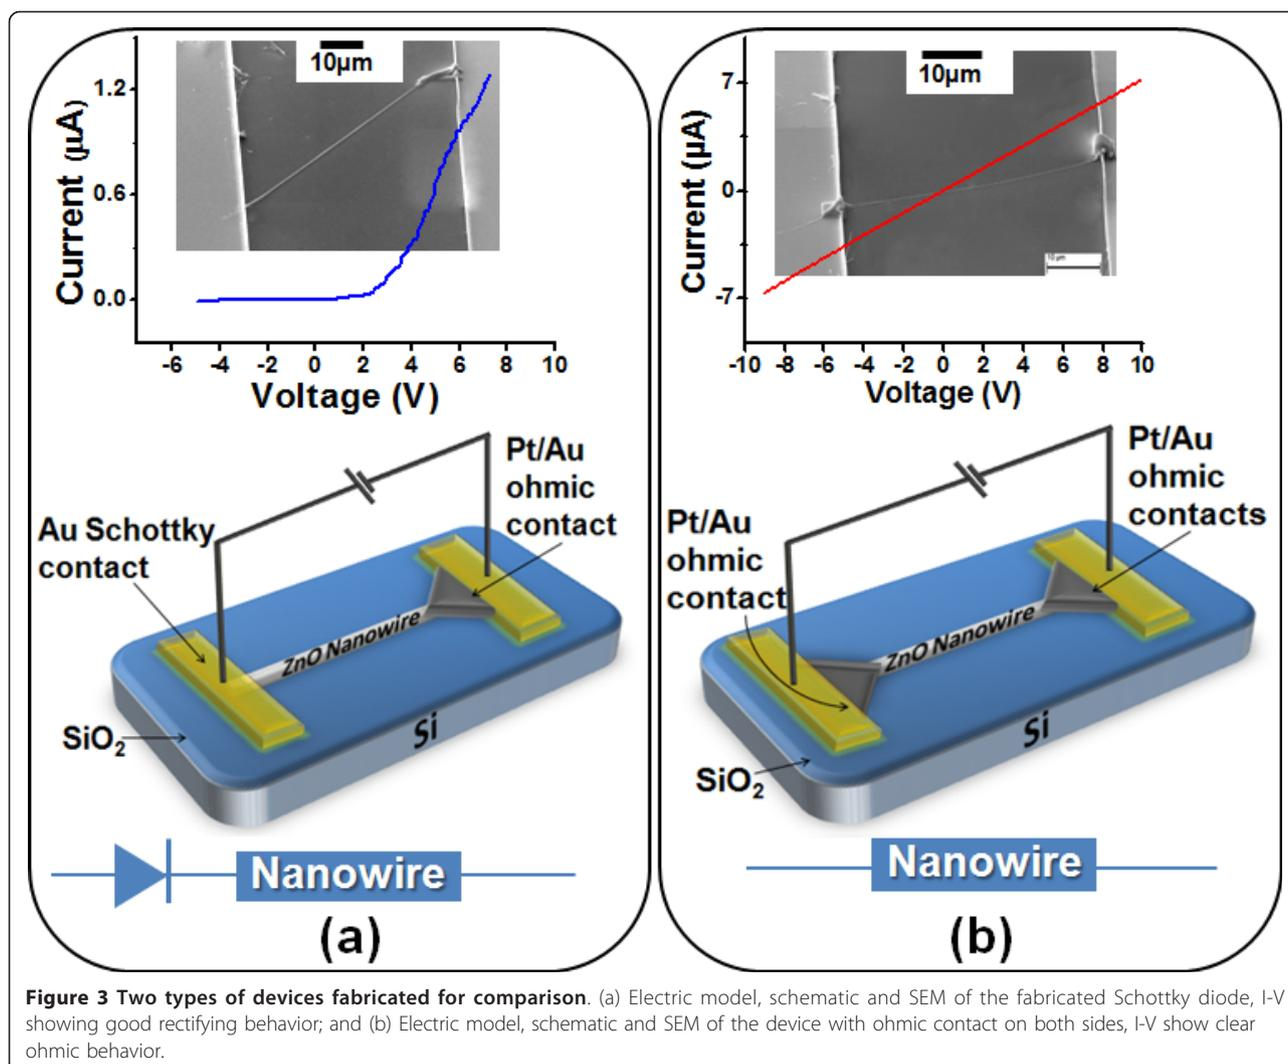 10μm
1.2
0.6
0.0
Current (μA)
-6 -4 -2 0 2 4 6 8 10
Voltage (V)
Au Schottky
contact
Pt/Au
ohmic
contact
ZnO Nanowire
SiO2
Si
Nanowire
(a)
10μm
10 μm
7
0
-7
Current (μA)
-10 -8 -6 -4 -2 0 2 4 6 8 10
Voltage (V)
Pt/Au
ohmic
contact
Pt/Au
ohmic
contacts
ZnO Nanowire
SiO2
Si
Nanowire
(b)
Figure 3 Two types of devices fabricated for comparison. (a) Electric model, schematic and SEM of the fabricated Schottky diode, I-V
showing good rectifying behavior; and (b) Electric model, schematic and SEM of the device with ohmic contact on both sides, I-V show clear
ohmic behavior.